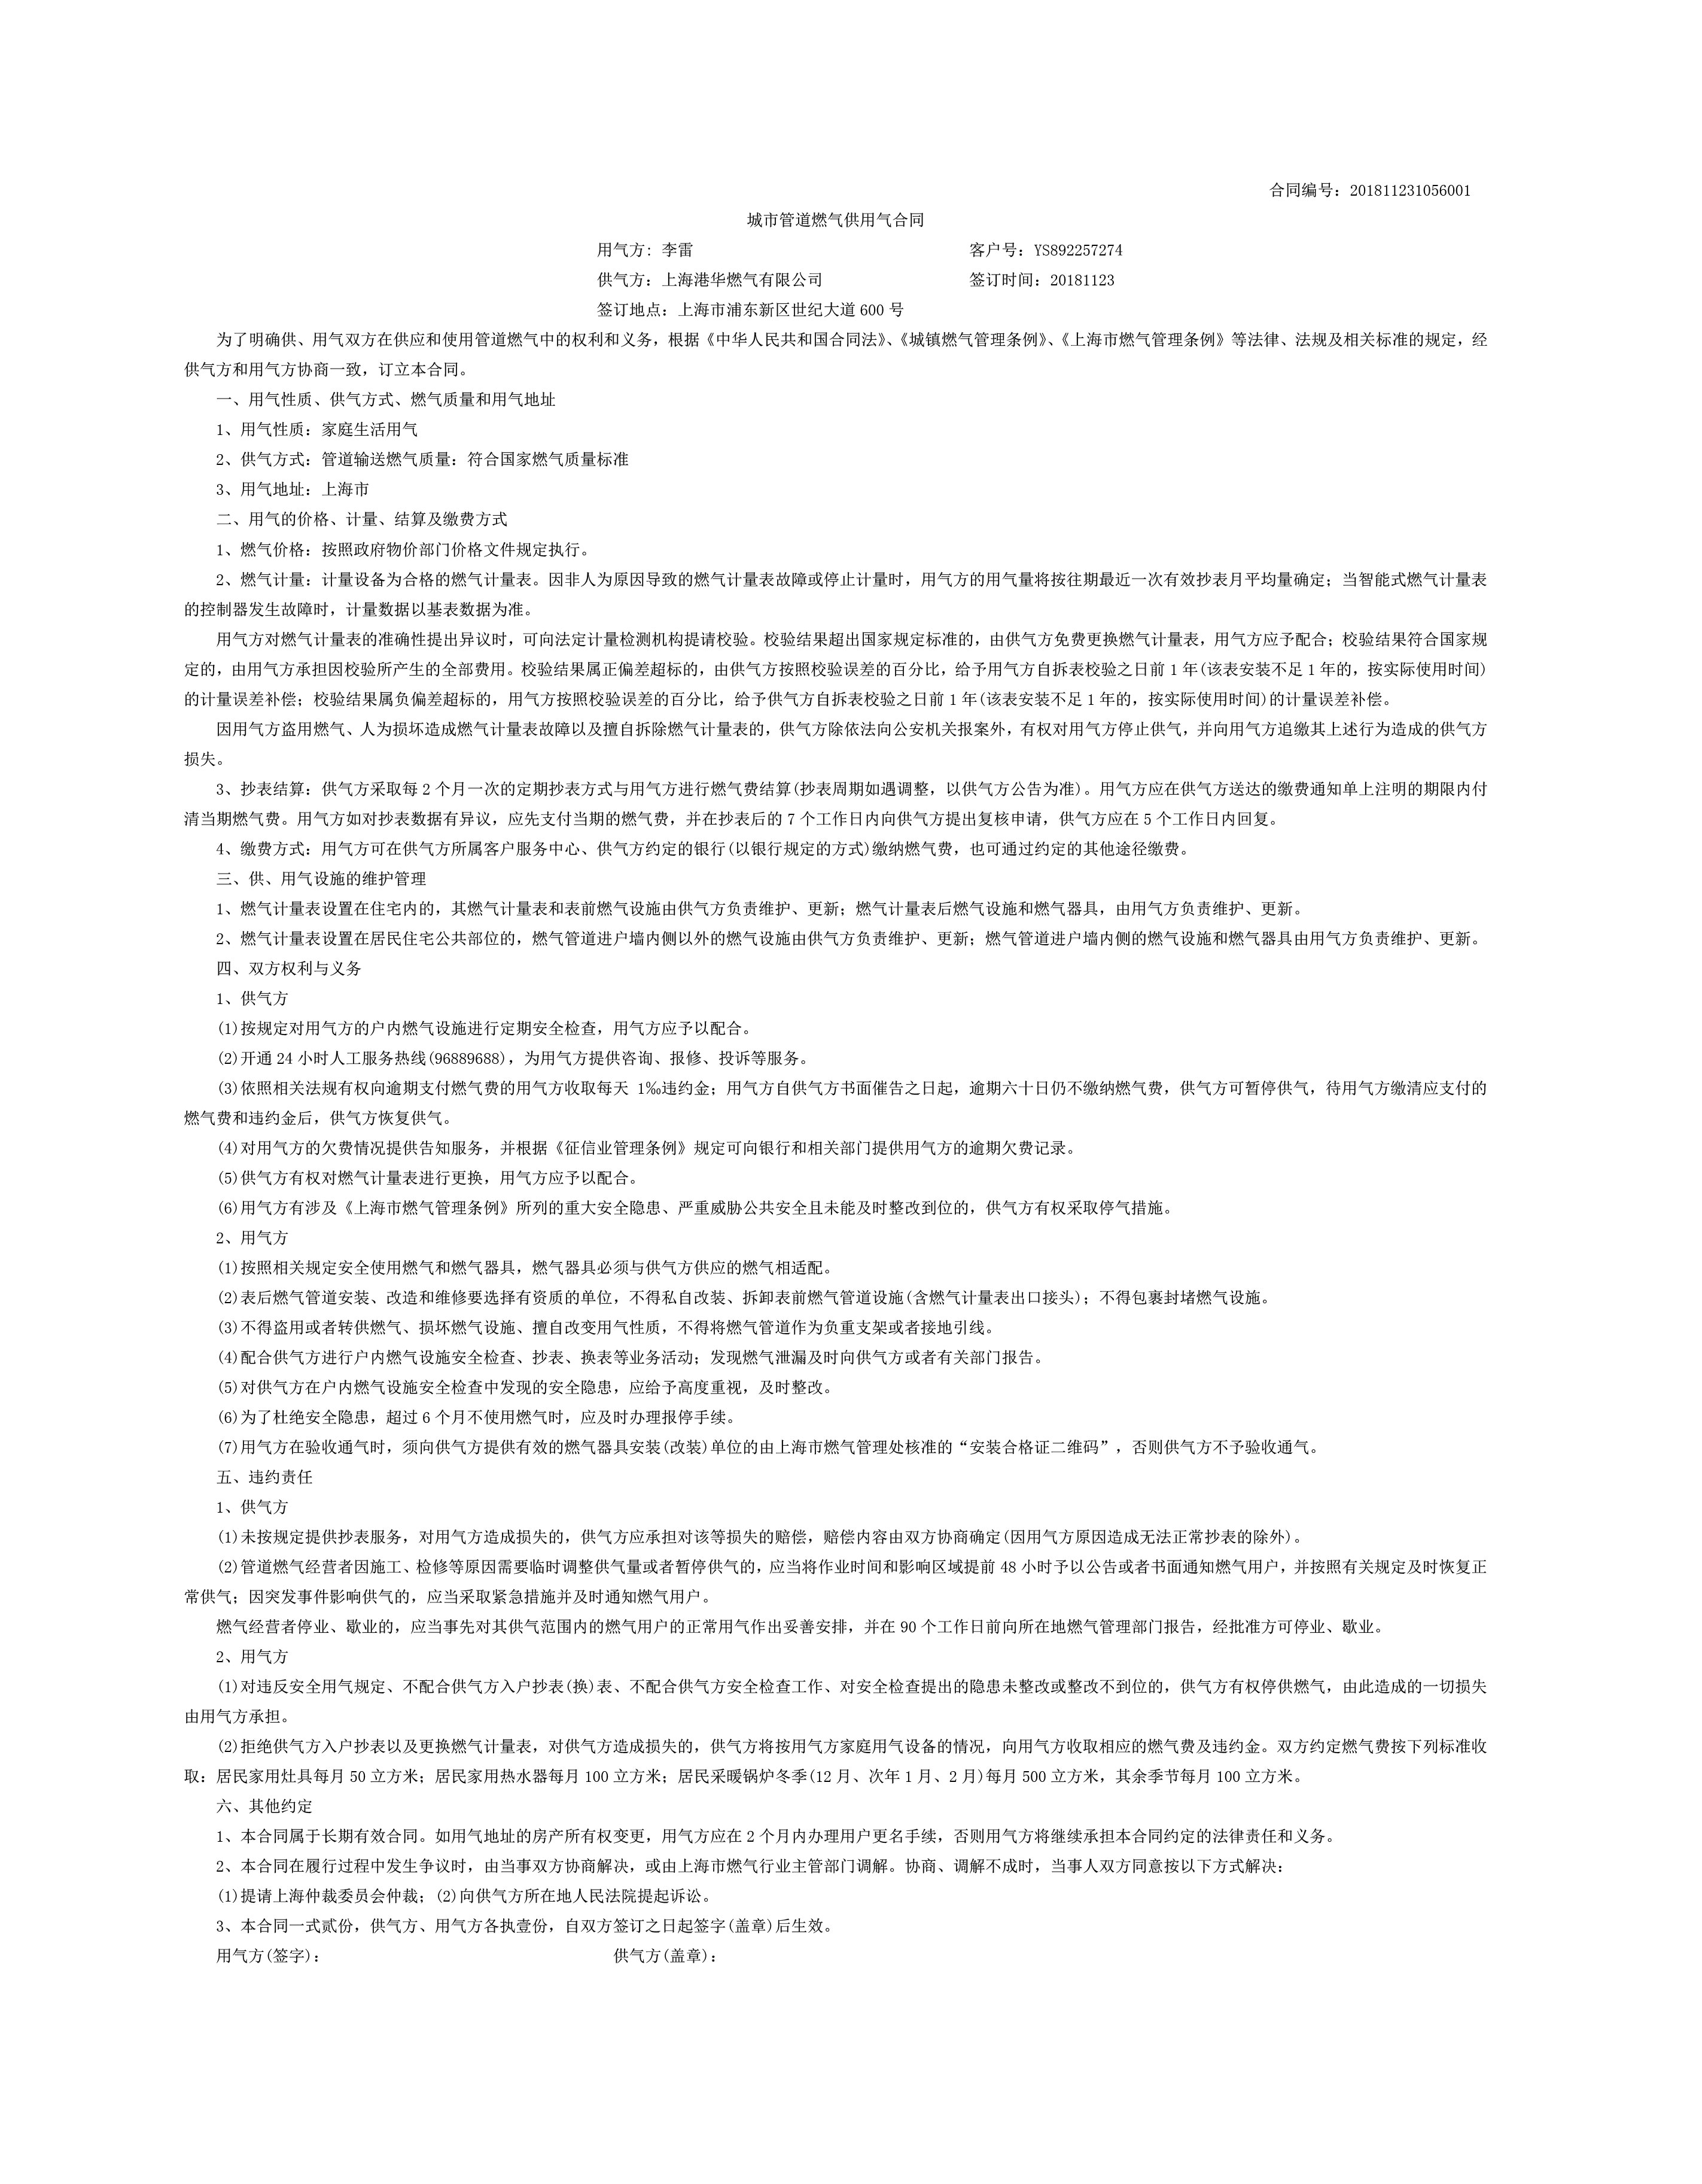 合同编号：201811231056001
城市管道燃气供用气合同
用气方: 李雷 客户号：YS892257274
供气方：上海港华燃气有限公司 签订时间：20181123
签订地点：上海市浦东新区世纪大道 600 号
为了明确供、用气双方在供应和使用管道燃气中的权利和义务，根据《中华人民共和国合同法》、《城镇燃气管理条例》、《上海市燃气管理条例》等法律、法规及相关标准的规定，经
供气方和用气方协商一致，订立本合同。
一、用气性质、供气方式、燃气质量和用气地址
1、用气性质：家庭生活用气
2、供气方式：管道输送燃气质量：符合国家燃气质量标准
3、用气地址：上海市
二、用气的价格、计量、结算及缴费方式
1、燃气价格：按照政府物价部门价格文件规定执行。
2、燃气计量：计量设备为合格的燃气计量表。因非人为原因导致的燃气计量表故障或停止计量时，用气方的用气量将按往期最近一次有效抄表月平均量确定；当智能式燃气计量表
的控制器发生故障时，计量数据以基表数据为准。
用气方对燃气计量表的准确性提出异议时，可向法定计量检测机构提请校验。校验结果超出国家规定标准的，由供气方免费更换燃气计量表，用气方应予配合；校验结果符合国家规
定的，由用气方承担因校验所产生的全部费用。校验结果属正偏差超标的，由供气方按照校验误差的百分比，给予用气方自拆表校验之日前 1 年(该表安装不足 1 年的，按实际使用时间)
的计量误差补偿；校验结果属负偏差超标的，用气方按照校验误差的百分比，给予供气方自拆表校验之日前 1 年(该表安装不足 1 年的，按实际使用时间)的计量误差补偿。
因用气方盗用燃气、人为损坏造成燃气计量表故障以及擅自拆除燃气计量表的，供气方除依法向公安机关报案外，有权对用气方停止供气，并向用气方追缴其上述行为造成的供气方
损失。
3、抄表结算：供气方采取每 2 个月一次的定期抄表方式与用气方进行燃气费结算(抄表周期如遇调整，以供气方公告为准)。用气方应在供气方送达的缴费通知单上注明的期限内付
清当期燃气费。用气方如对抄表数据有异议，应先支付当期的燃气费，并在抄表后的 7 个工作日内向供气方提出复核申请，供气方应在 5 个工作日内回复。
4、缴费方式：用气方可在供气方所属客户服务中心、供气方约定的银行(以银行规定的方式)缴纳燃气费，也可通过约定的其他途径缴费。
三、供、用气设施的维护管理
1、燃气计量表设置在住宅内的，其燃气计量表和表前燃气设施由供气方负责维护、更新；燃气计量表后燃气设施和燃气器具，由用气方负责维护、更新。
2、燃气计量表设置在居民住宅公共部位的，燃气管道进户墙内侧以外的燃气设施由供气方负责维护、更新；燃气管道进户墙内侧的燃气设施和燃气器具由用气方负责维护、更新。
四、双方权利与义务
1、供气方
(1)按规定对用气方的户内燃气设施进行定期安全检查，用气方应予以配合。
(2)开通 24 小时人工服务热线(96889688)，为用气方提供咨询、报修、投诉等服务。
(3)依照相关法规有权向逾期支付燃气费的用气方收取每天 1‰违约金；用气方自供气方书面催告之日起，逾期六十日仍不缴纳燃气费，供气方可暂停供气，待用气方缴清应支付的
燃气费和违约金后，供气方恢复供气。
(4)对用气方的欠费情况提供告知服务，并根据《征信业管理条例》规定可向银行和相关部门提供用气方的逾期欠费记录。
(5)供气方有权对燃气计量表进行更换，用气方应予以配合。
(6)用气方有涉及《上海市燃气管理条例》所列的重大安全隐患、严重威胁公共安全且未能及时整改到位的，供气方有权采取停气措施。
2、用气方
(1)按照相关规定安全使用燃气和燃气器具，燃气器具必须与供气方供应的燃气相适配。
(2)表后燃气管道安装、改造和维修要选择有资质的单位，不得私自改装、拆卸表前燃气管道设施(含燃气计量表出口接头)；不得包裹封堵燃气设施。
(3)不得盗用或者转供燃气、损坏燃气设施、擅自改变用气性质，不得将燃气管道作为负重支架或者接地引线。
(4)配合供气方进行户内燃气设施安全检查、抄表、换表等业务活动；发现燃气泄漏及时向供气方或者有关部门报告。
(5)对供气方在户内燃气设施安全检查中发现的安全隐患，应给予高度重视，及时整改。
(6)为了杜绝安全隐患，超过 6 个月不使用燃气时，应及时办理报停手续。
(7)用气方在验收通气时，须向供气方提供有效的燃气器具安装(改装)单位的由上海市燃气管理处核准的“安装合格证二维码”，否则供气方不予验收通气。
五、违约责任
1、供气方
(1)未按规定提供抄表服务，对用气方造成损失的，供气方应承担对该等损失的赔偿，赔偿内容由双方协商确定(因用气方原因造成无法正常抄表的除外)。
(2)管道燃气经营者因施工、检修等原因需要临时调整供气量或者暂停供气的，应当将作业时间和影响区域提前 48 小时予以公告或者书面通知燃气用户，并按照有关规定及时恢复正
常供气；因突发事件影响供气的，应当采取紧急措施并及时通知燃气用户。
燃气经营者停业、歇业的，应当事先对其供气范围内的燃气用户的正常用气作出妥善安排，并在 90 个工作日前向所在地燃气管理部门报告，经批准方可停业、歇业。
2、用气方
(1)对违反安全用气规定、不配合供气方入户抄表(换)表、不配合供气方安全检查工作、对安全检查提出的隐患未整改或整改不到位的，供气方有权停供燃气，由此造成的一切损失
由用气方承担。
(2)拒绝供气方入户抄表以及更换燃气计量表，对供气方造成损失的，供气方将按用气方家庭用气设备的情况，向用气方收取相应的燃气费及违约金。双方约定燃气费按下列标准收
取：居民家用灶具每月 50 立方米；居民家用热水器每月 100 立方米；居民采暖锅炉冬季(12 月、次年 1 月、2 月)每月 500 立方米，其余季节每月 100 立方米。
六、其他约定
1、本合同属于长期有效合同。如用气地址的房产所有权变更，用气方应在 2 个月内办理用户更名手续，否则用气方将继续承担本合同约定的法律责任和义务。
2、本合同在履行过程中发生争议时，由当事双方协商解决，或由上海市燃气行业主管部门调解。协商、调解不成时，当事人双方同意按以下方式解决：
(1)提请上海仲裁委员会仲裁；(2)向供气方所在地人民法院提起诉讼。
3、本合同一式贰份，供气方、用气方各执壹份，自双方签订之日起签字(盖章)后生效。
用气方(签字)： 供气方(盖章)：